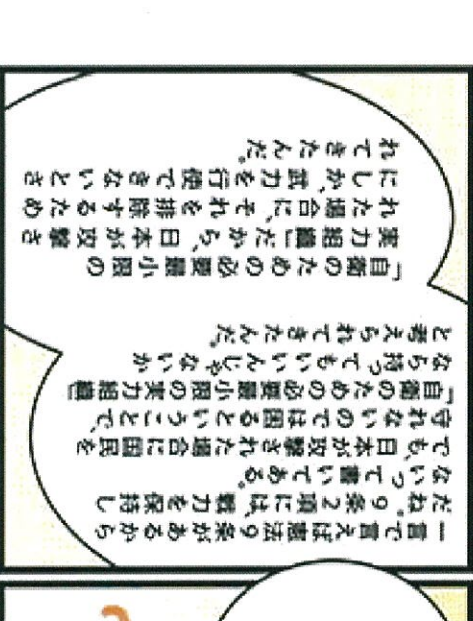 一言で言えば憲法９条があるから
だね。９条２項には、戦力を保持し
ないって書いてある。
でも、日本が攻撃された場合に国民を
守れないのでは困るということで、
「自衛のための必要最小限の実力組織」
なら持ってもいいんじゃないか
と考えられてきたんだ。
「自衛のための必要最小限の
実力組織」だから、日本が攻撃さ
れた場合に、それを排除するため
にしか、武力を行使できないとさ
れてきたんだ。